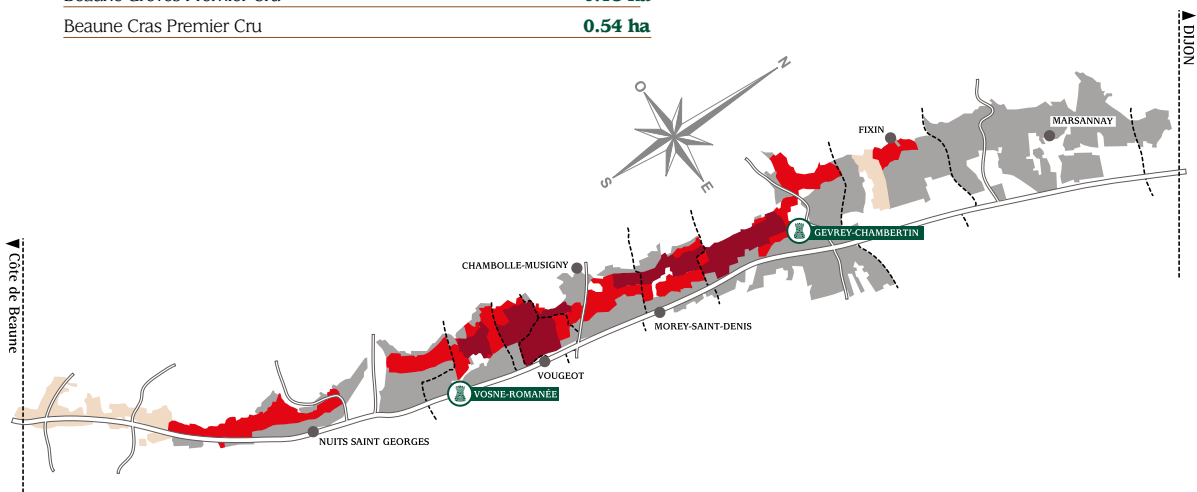 Beaune Cras Premier Cru 0.54 ha
DIJON
N
O
S
E
MARSANNAY
FIXIN
GEVREY-CHAMBERTIN
CHAMBOLLE-MUSIGNY
MOREY-SAINT-DENIS
VOUGEOT
VOSNE-ROMANÉE
NUITS SAINT GEORGES
Côte de Beaune